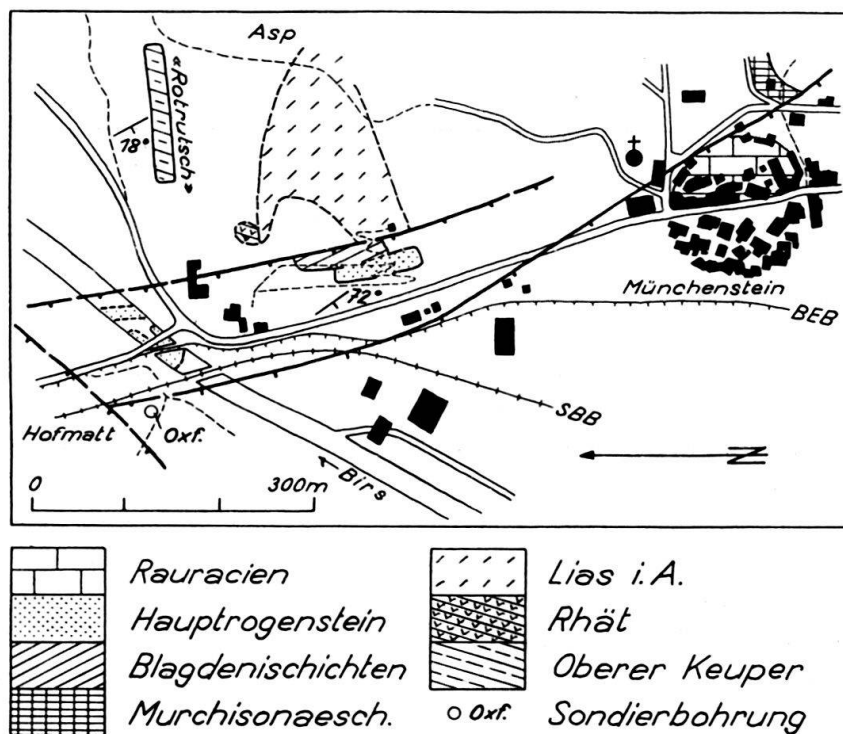 Asp
«Rotrutsch»
18°
72°
Münchenstein
BEB
SBB
Hofmatt
Oxf.
Birs
N
0 300m
Rauracien
Hauptrogenstein
Blagdenischichten
Murchisonaesch.
Lias i.A.
Rhät
Oberer Keuper
Oxf. Sondierbohrung